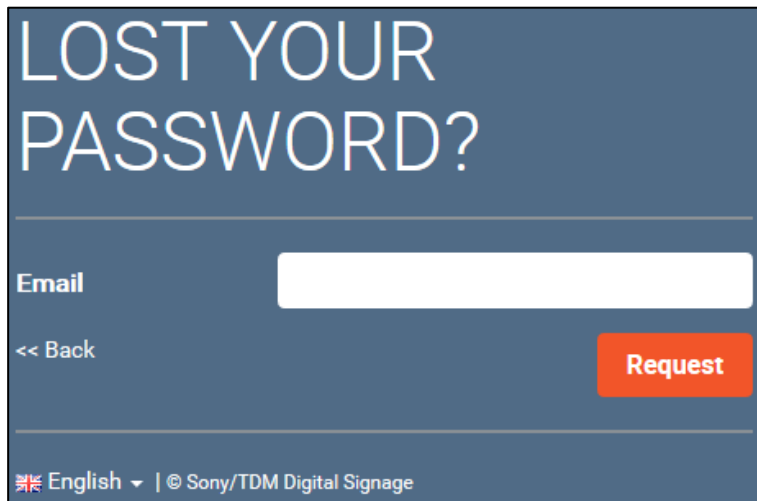 LOST YOUR
PASSWORD?
Email
<< Back
Request
English | © Sony/TDM Digital Signage